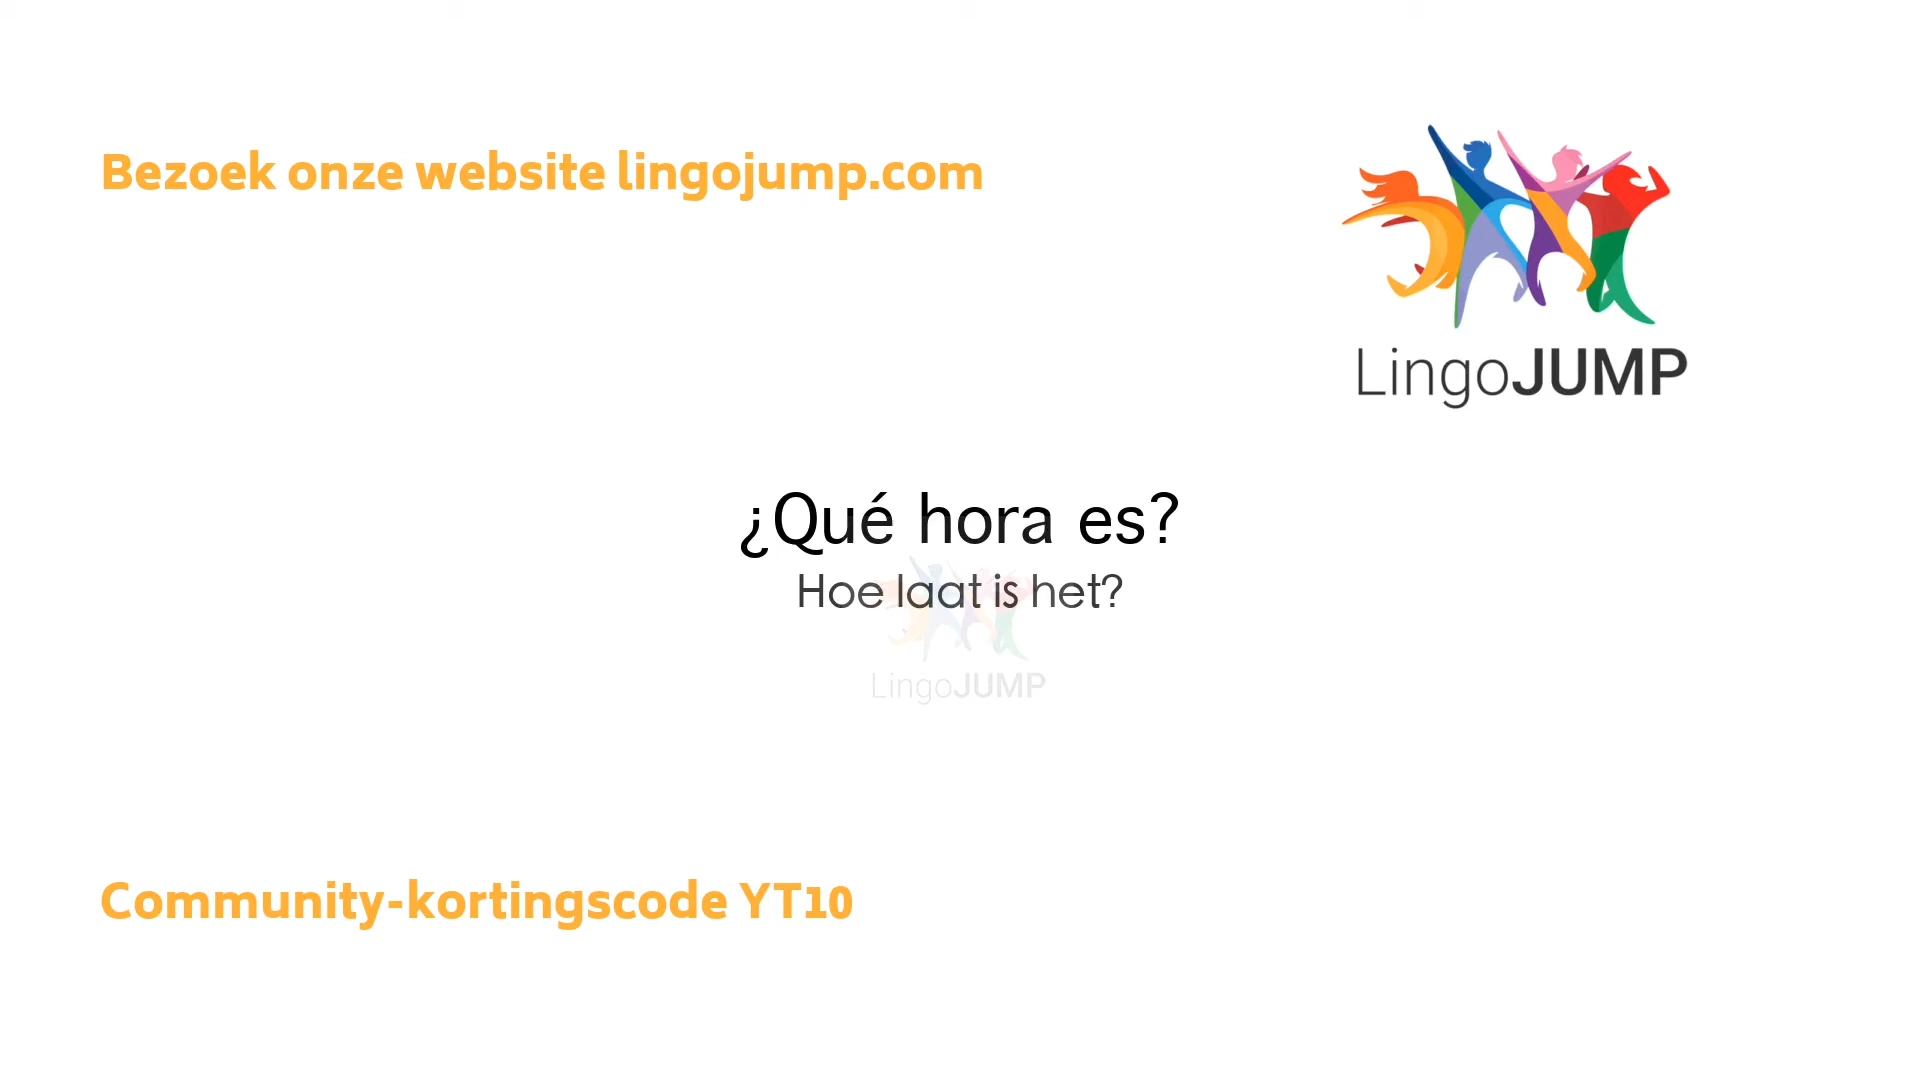 Bezoek onze website lingojump.com
LingoJUMP
¿Qué hora es?
Hoe laat is het?
LingoJUMP
Community-kortingscode YT10